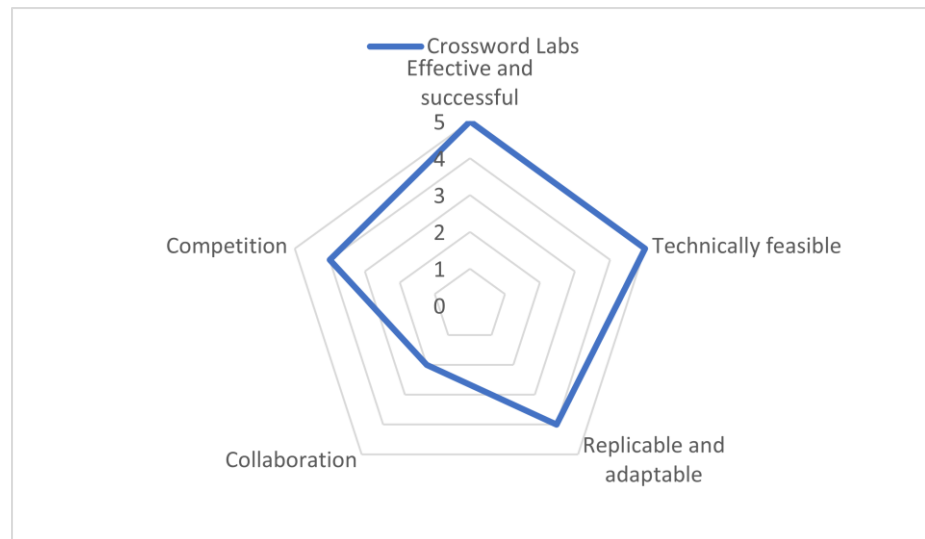 Crossword Labs
Effective and
successful
5
4
3
2
1
0
Competition
Technically feasible
Collaboration
Replicable and
adaptable